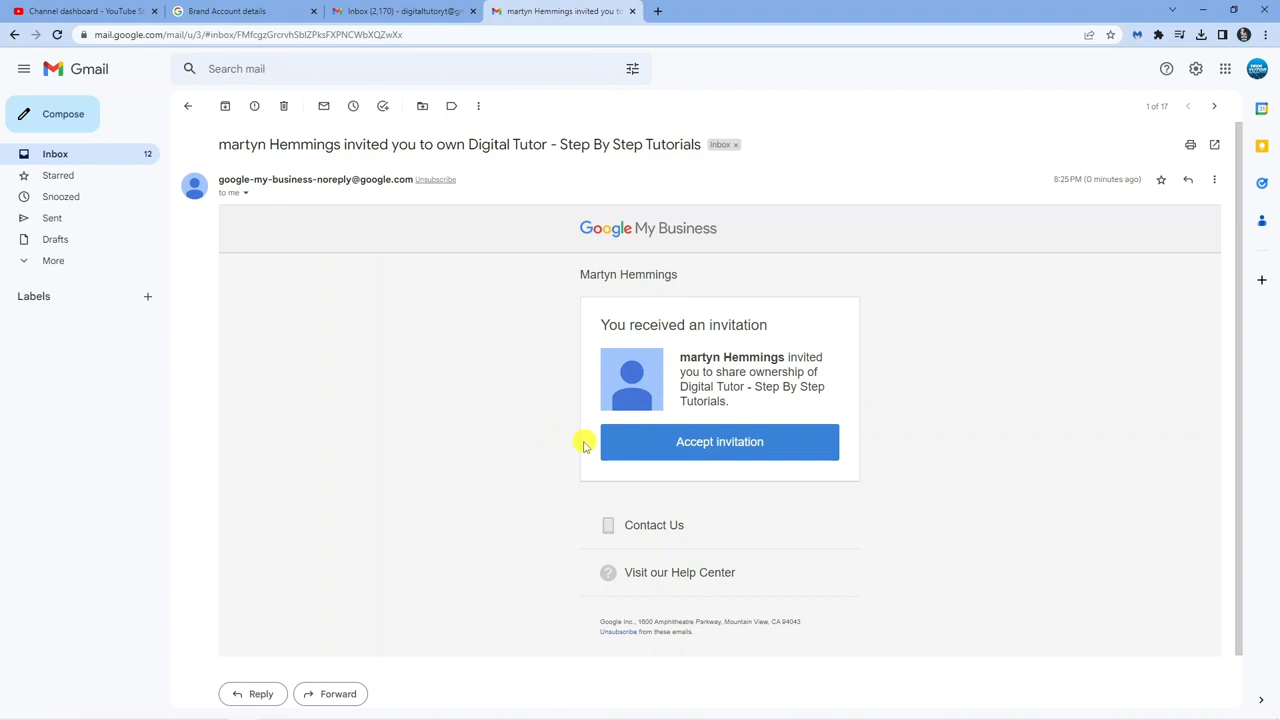 Channel dashboard - YouTube St
Brand Account details
Inbox (2,170) - digitaltutoryt@ge
martyn Hemmings invited you to
mail.google.com/mail/u/3/#inbox/FMfcgzGrcrvhSblZPksFXPNCWbXQZwXx
Gmail
Search mail
Compose
1 of 17
Inbox 12
Starred
Snoozed
Sent
Drafts
More
Labels
martyn Hemmings invited you to own Digital Tutor - Step By Step Tutorials Inbox x
google-my-business-noreply@google.com Unsubscribe
8:25 PM (0 minutes ago)
to me
Google My Business
Martyn Hemmings
You received an invitation
martyn Hemmings invited
you to share ownership of
Digital Tutor - Step By Step
Tutorials.
Accept invitation
Contact Us
? Visit our Help Center
Google Inc., 1600 Amphitheatre Parkway, Mountain View, CA 94043
Unsubscribe from these emails.
Reply
Forward